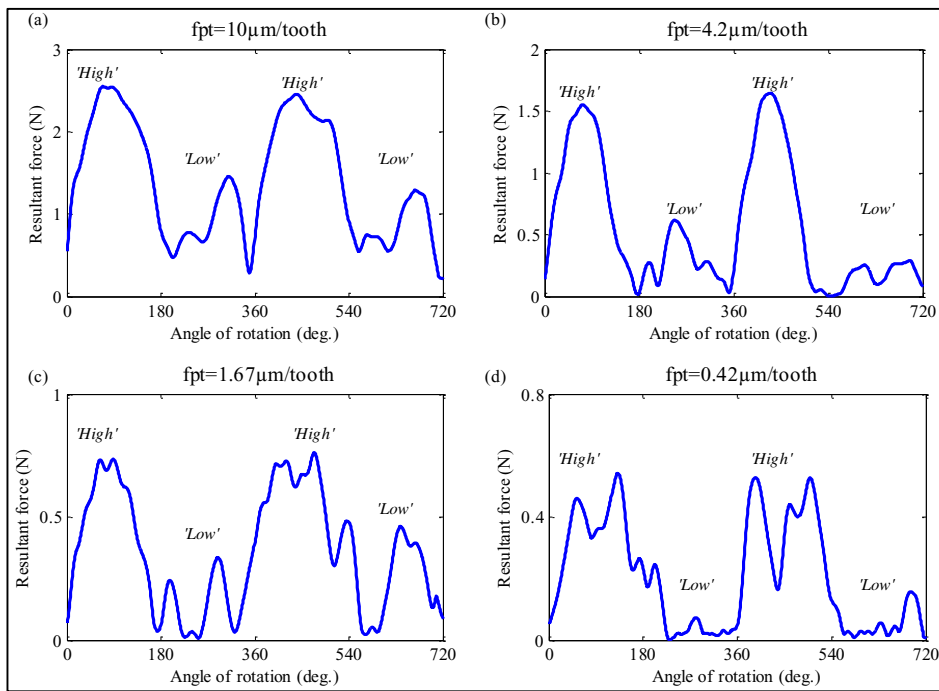 (a)
fpt=10µm/tooth
3
2
1
0
Resultant force (N)
'High'
'Low'
'High'
'Low'
0 180 360 540 720
Angle of rotation (deg.)
(b)
fpt=4.2µm/tooth
2
1.5
1
0.5
0
Resultant force (N)
'High'
'Low'
'High'
'Low'
0 180 360 540 720
Angle of rotation (deg.)
(c)
fpt=1.67µm/tooth
1
0.5
0
Resultant force (N)
'High'
'Low'
'High'
'Low'
0 180 360 540 720
Angle of rotation (deg.)
(d)
fpt=0.42µm/tooth
0.8
0.4
0
Resultant force (N)
'High'
'Low'
'High'
'Low'
0 180 360 540 720
Angle of rotation (deg.)